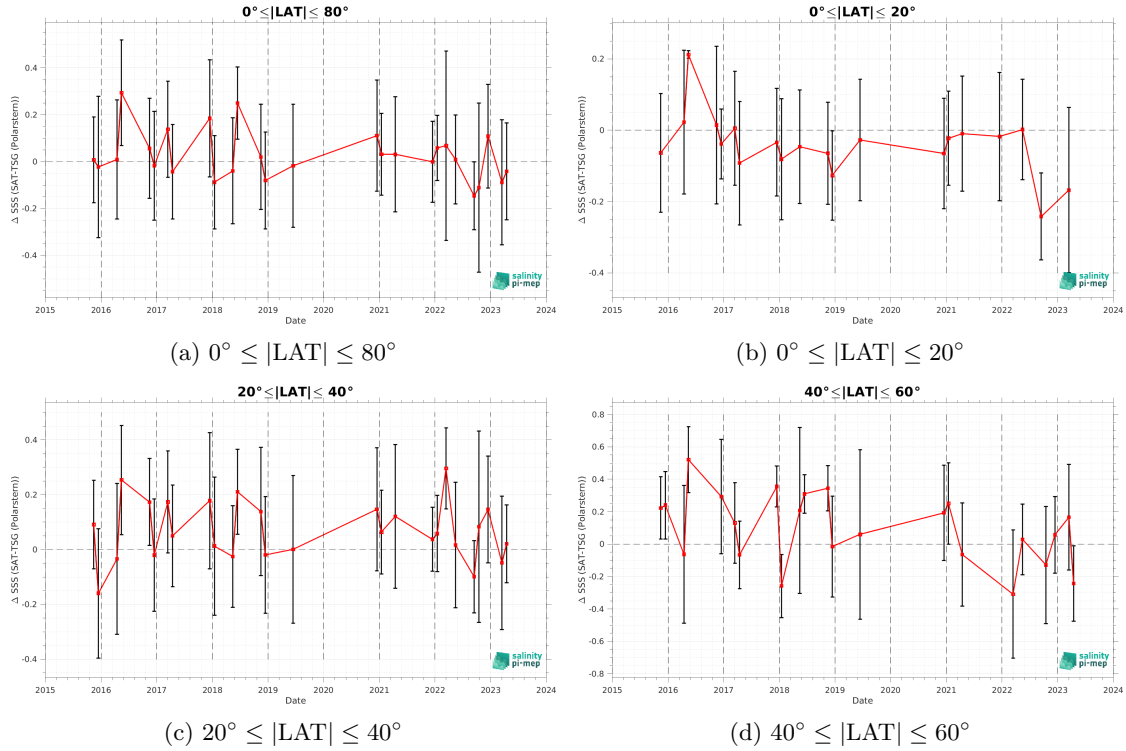 0°≤|LAT|≤ 80°
Δ SSS (SAT-TSG (Polarstern))
0.4
0.2
0
-0.2
-0.4
2015 2016 2017 2018 2019 2020 2021 2022 2023 2024
Date
salinity
pi-mep
(a) 0° ≤ |LAT| ≤ 80°
0°≤|LAT|≤ 20°
Δ SSS (SAT-TSG (Polarstern))
0.2
0
-0.2
-0.4
2015 2016 2017 2018 2019 2020 2021 2022 2023 2024
Date
salinity
pi-mep
(b) 0° ≤ |LAT| ≤ 20°
20°≤|LAT|≤ 40°
Δ SSS (SAT-TSG (Polarstern))
0.4
0.2
0
-0.2
-0.4
2015 2016 2017 2018 2019 2020 2021 2022 2023 2024
Date
salinity
pi-mep
(c) 20° ≤ |LAT| ≤ 40°
40°≤|LAT|≤ 60°
Δ SSS (SAT-TSG (Polarstern))
0.8
0.6
0.4
0.2
0
-0.2
-0.4
-0.6
-0.8
2015 2016 2017 2018 2019 2020 2021 2022 2023 2024
Date
salinity
pi-mep
(d) 40° ≤ |LAT| ≤ 60°